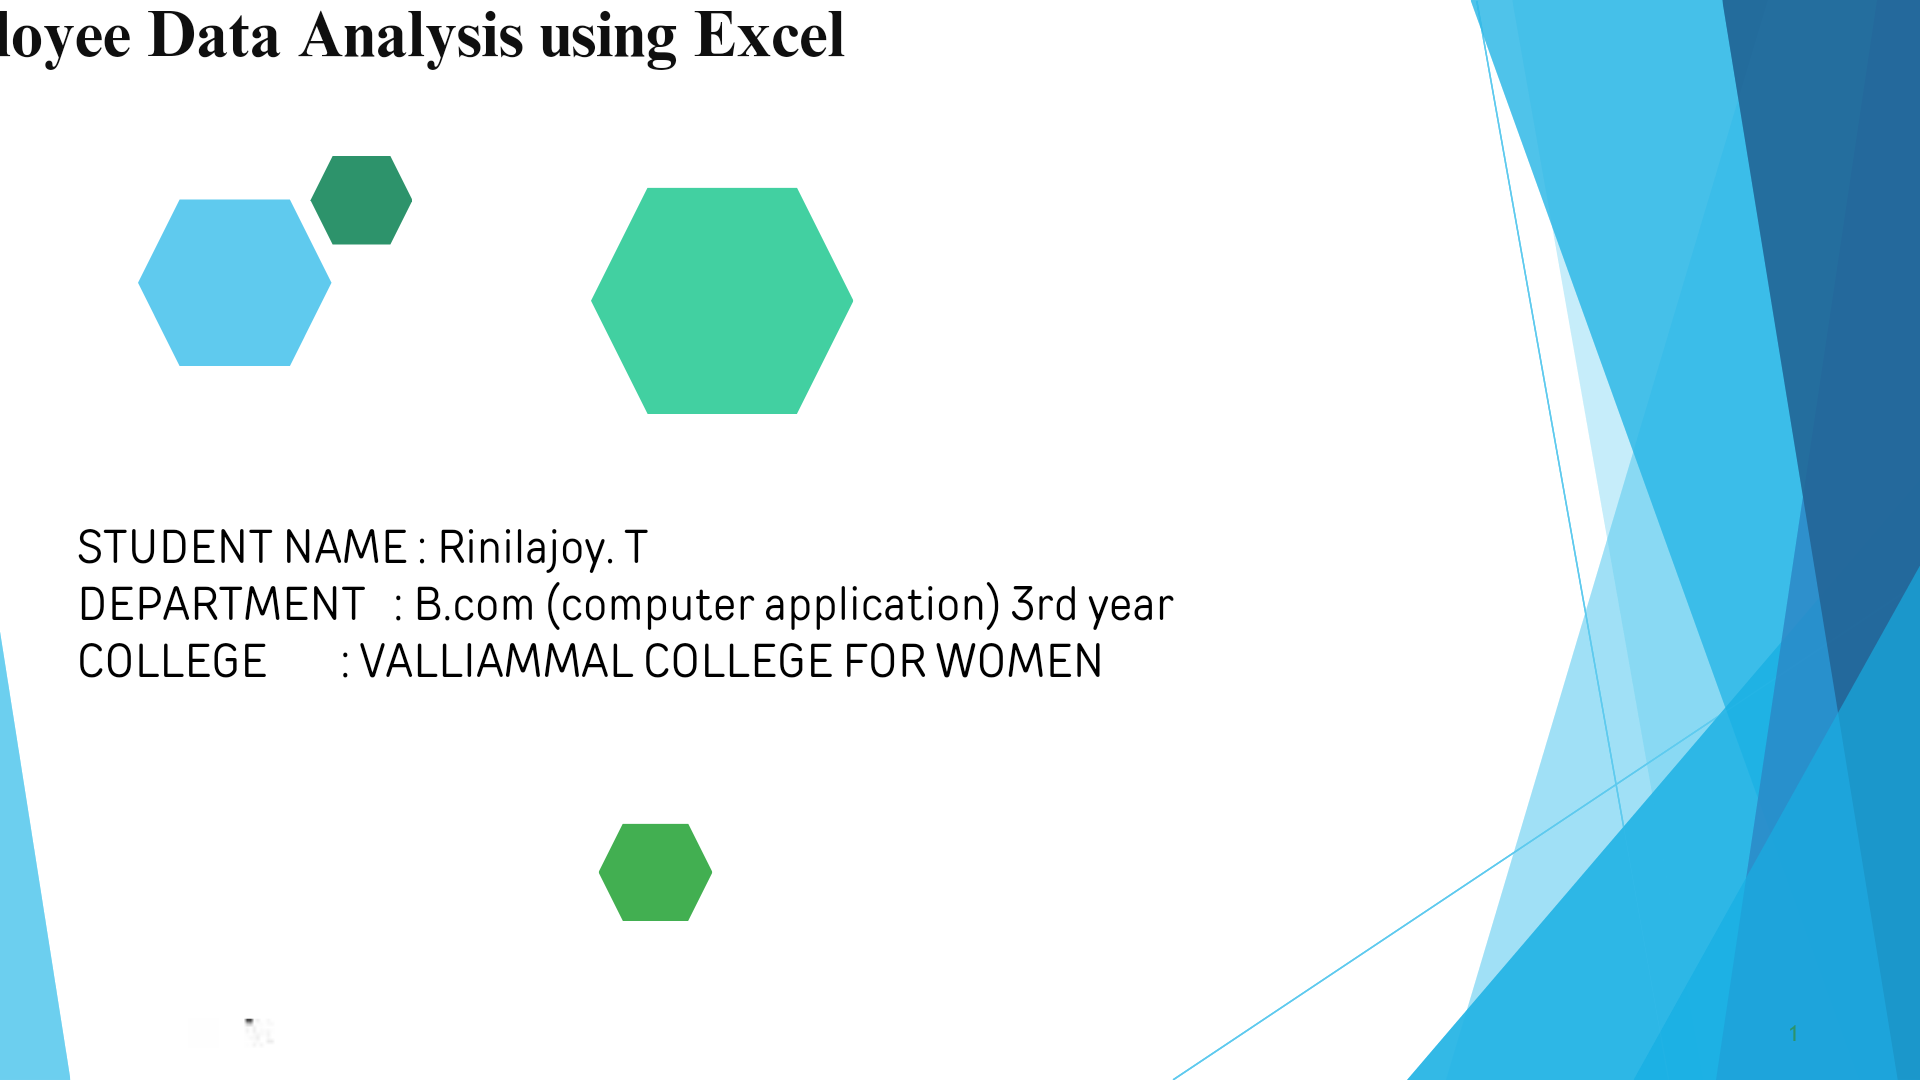 loyee Data Analysis using Excel
STUDENT NAME : Rinilajoy. T
DEPARTMENT : B.com (computer application) 3rd year
COLLEGE : VALLIAMMAL COLLEGE FOR WOMEN
1